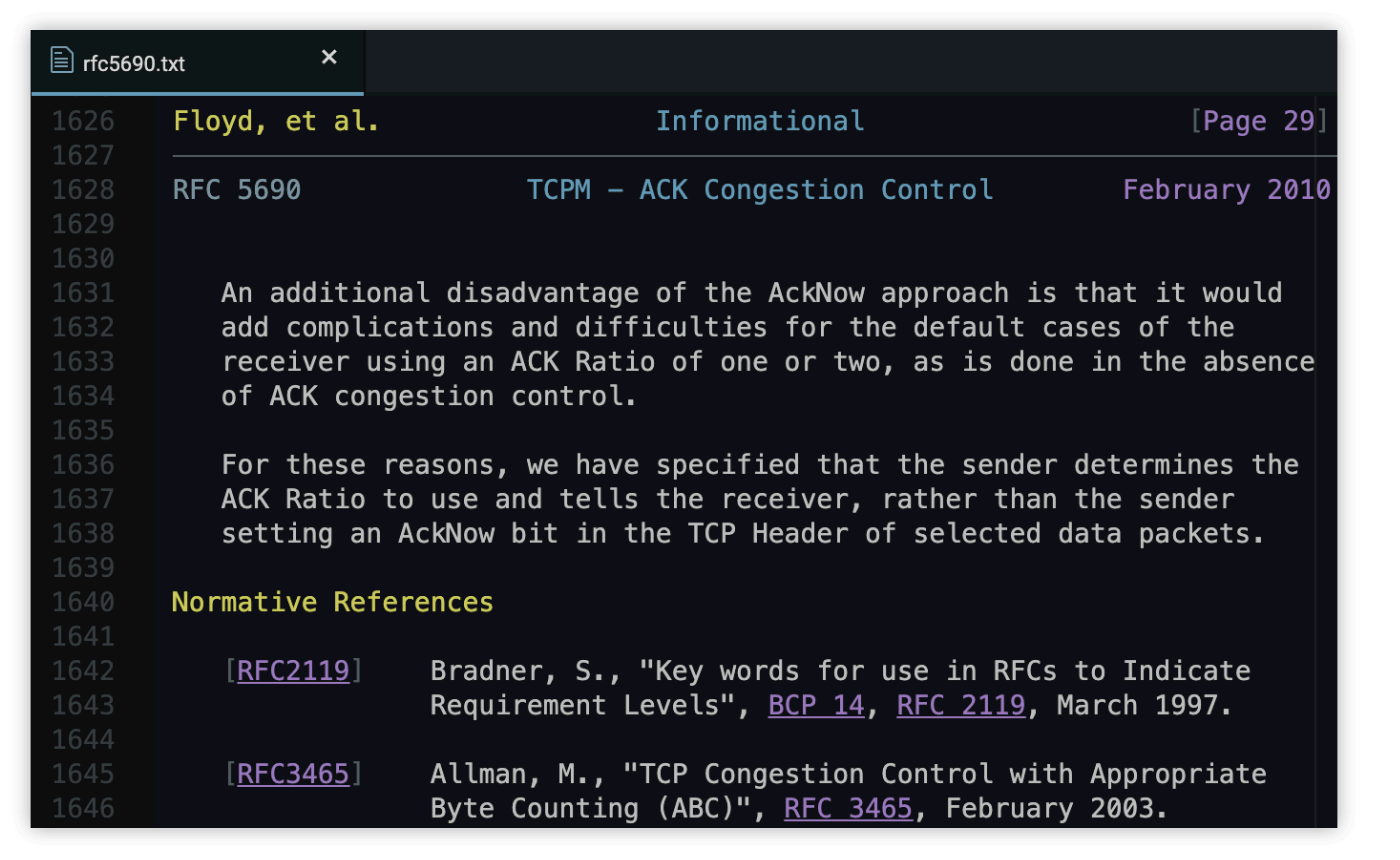 rfc5690.txt ×
1626 Floyd, et al. Informational [Page 29]
1627
1628 RFC 5690 TCPM – ACK Congestion Control February 2010
1629
1630
1631 An additional disadvantage of the AckNow approach is that it would
1632 add complications and difficulties for the default cases of the
1633 receiver using an ACK Ratio of one or two, as is done in the absence
1634 of ACK congestion control.
1635
1636 For these reasons, we have specified that the sender determines the
1637 ACK Ratio to use and tells the receiver, rather than the sender
1638 setting an AckNow bit in the TCP Header of selected data packets.
1639
1640 Normative References
1641
1642 [RFC2119] Bradner, S., "Key words for use in RFCs to Indicate
1643 Requirement Levels", BCP 14, RFC 2119, March 1997.
1644
1645 [RFC3465] Allman, M., "TCP Congestion Control with Appropriate
1646 Byte Counting (ABC)", RFC 3465, February 2003.